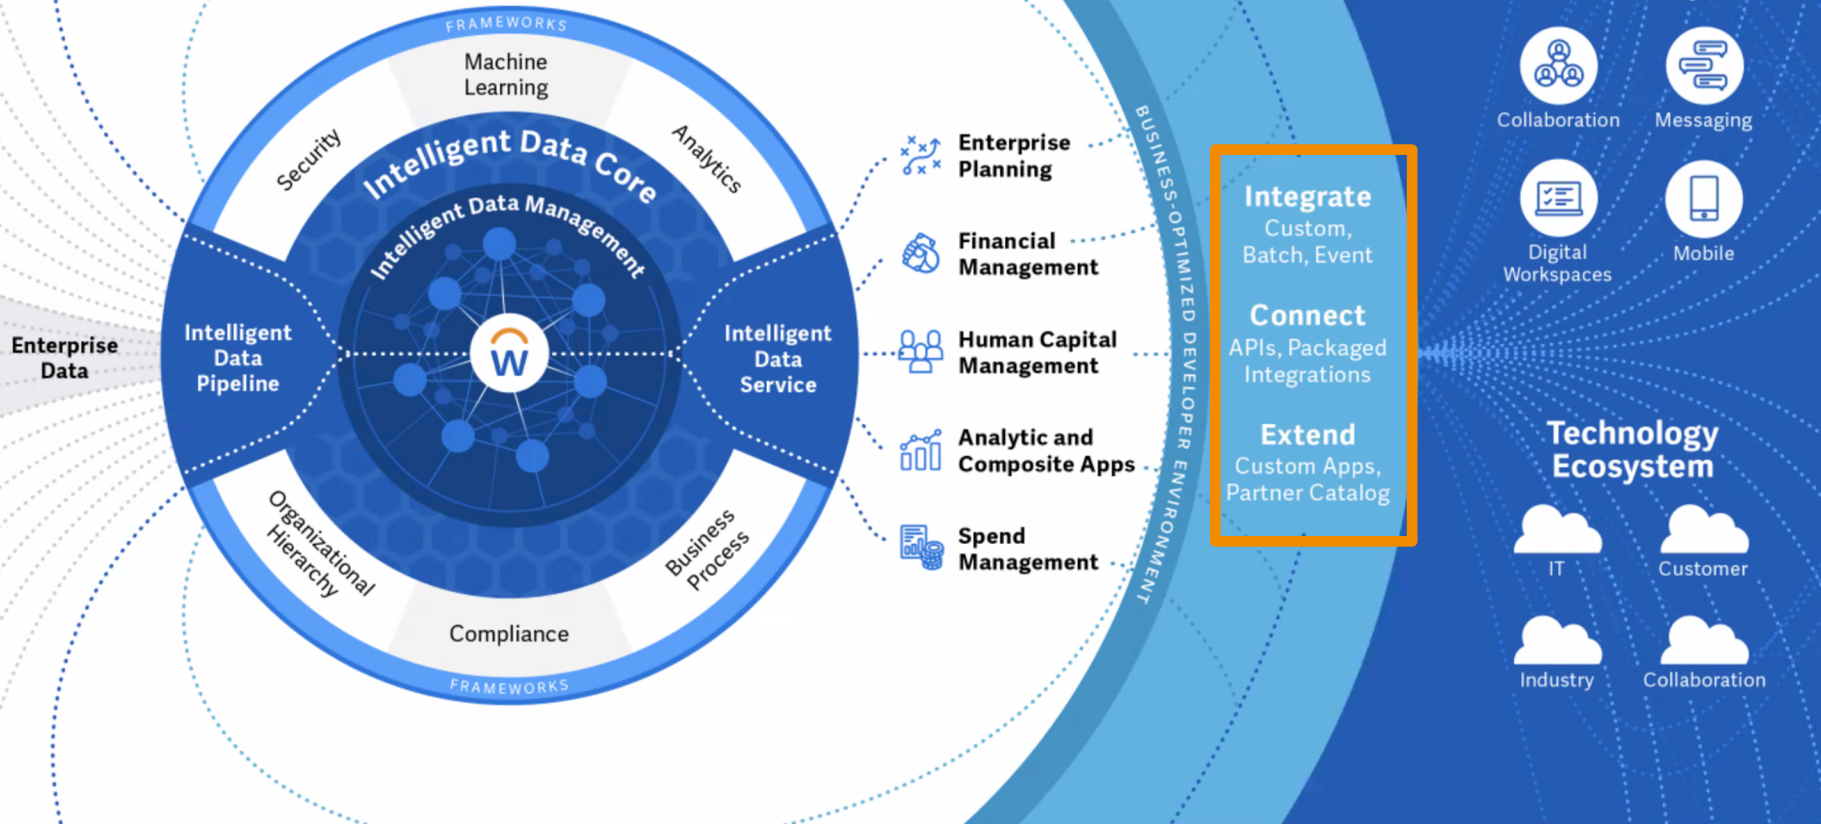 FRAMEWORKS
Machine
Learning
Security
Analytics
Intelligent Data Core
Intelligent Data Management
Enterprise
Data
Intelligent
Data
Pipeline
W
Intelligent
Data
Service
Organizational
Hierarchy
Business
Process
Compliance
FRAMEWORKS
Enterprise
Planning
Financial
Management
Human Capital
Management
Analytic and
Composite Apps
Spend
Management
BUSINESS-OPTIMIZED DEVELOPER ENVIRONMENT
Integrate
Custom,
Batch, Event
Connect
APIs, Packaged
Integrations
Extend
Custom Apps,
Partner Catalog
Collaboration
Messaging
Digital
Workspaces
Mobile
Technology
Ecosystem
IT
Customer
Industry
Collaboration